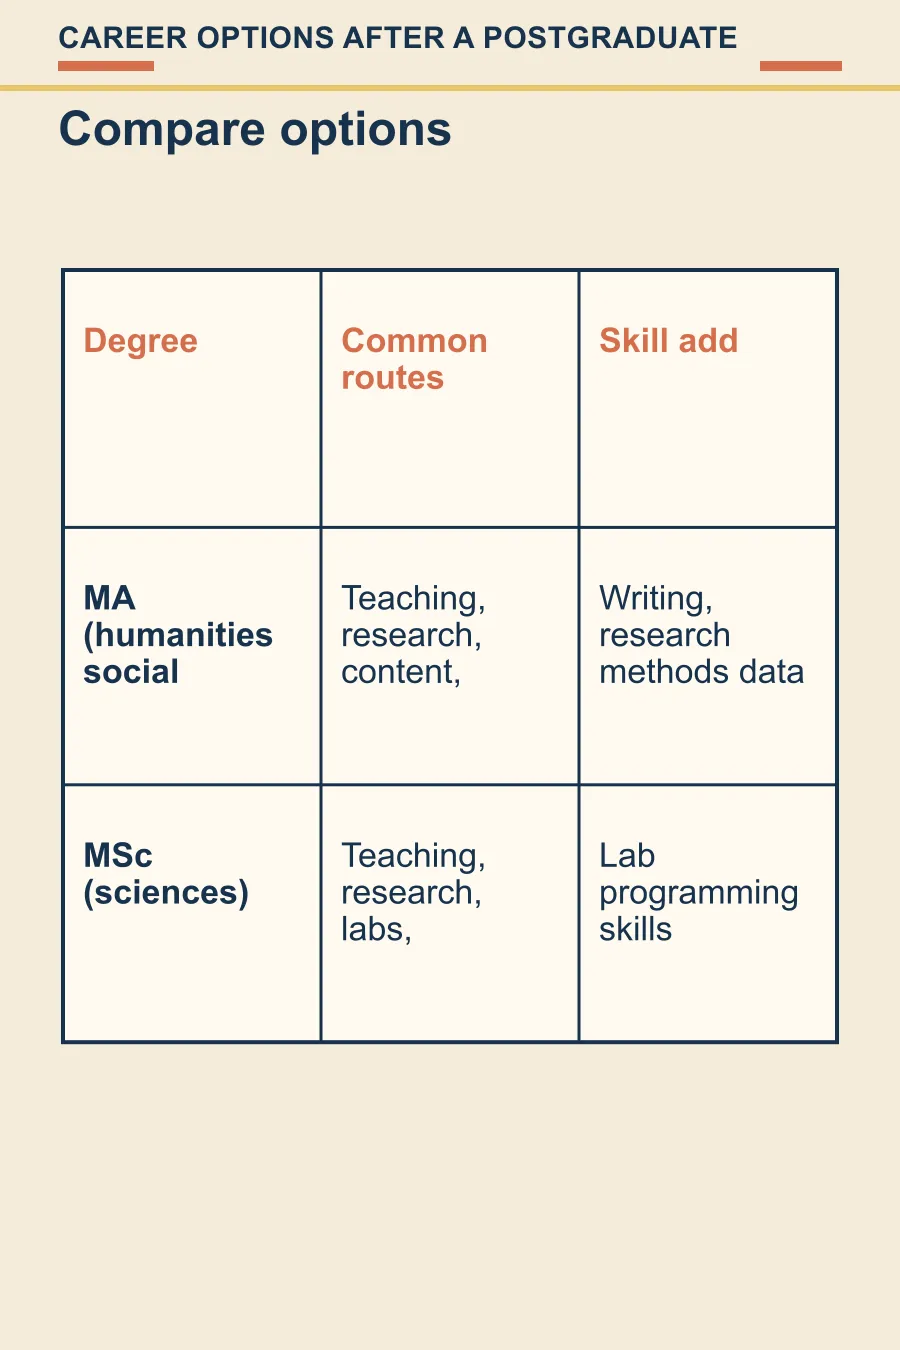 CAREER OPTIONS AFTER A POSTGRADUATE
Compare options
Degree
Common
routes
Skill add
MA
(humanities
social
Teaching,
research,
content,
Writing,
research
methods data
MSc
(sciences)
Teaching,
research,
labs,
Lab
programming
skills